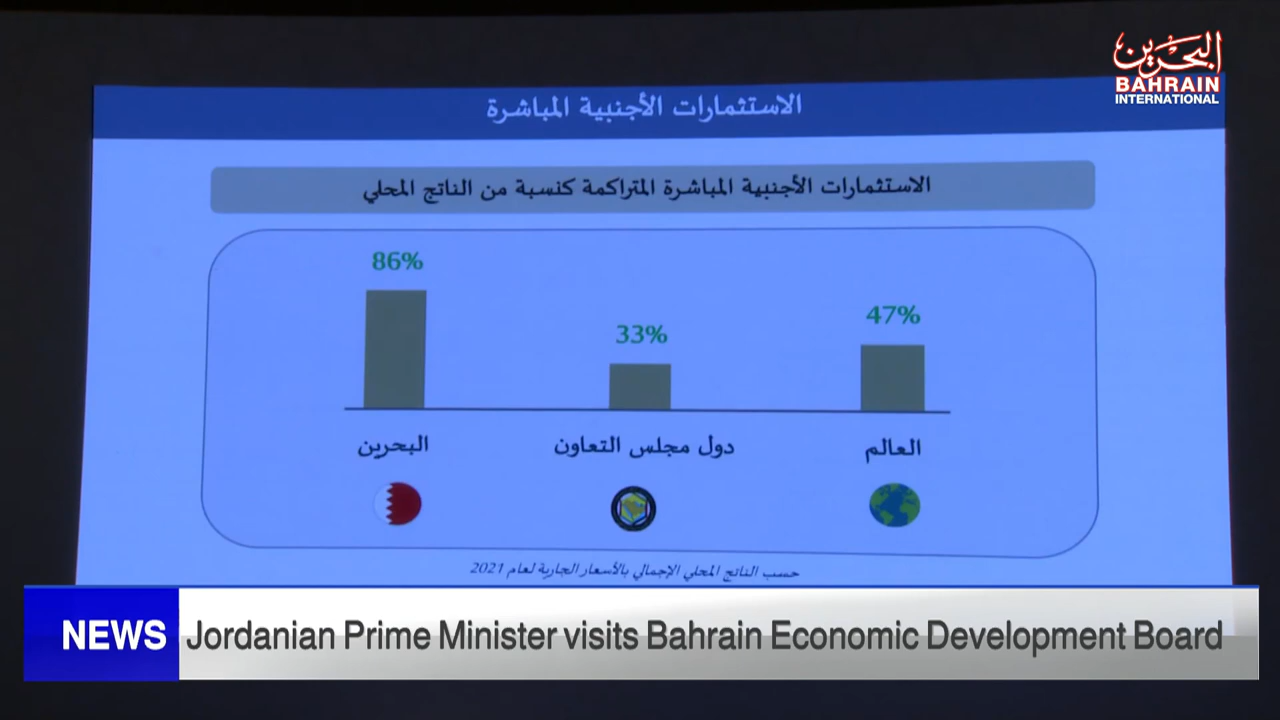 البحرين
BAHRAIN
INTERNATIONAL
الاستثمارات الأجنبية المباشرة
الاستثمارات الأجنبية المباشرة المتراكمة كنسبة من الناتج المحلي
86%
33%
47%
البحرين
دول مجلس التعاون
العالم
حسب الناتج المحلي الإجمالي بالأسعار الجارية لعام 2021
NEWS
Jordanian Prime Minister visits Bahrain Economic Development Board